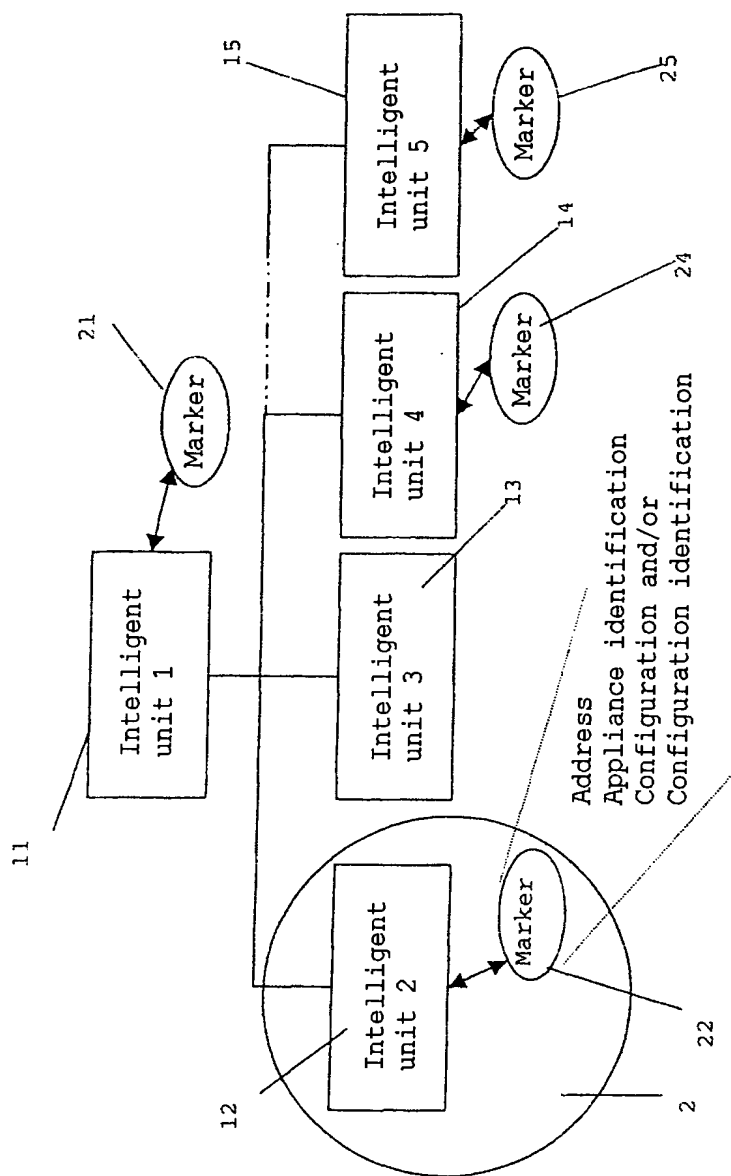 11
Intelligent
unit 1
21
Marker
12
Intelligent
unit 2
Marker
22
2
Intelligent
unit 3
13
Intelligent
unit 4
14
Marker
24
15
Intelligent
unit 5
Marker
25
Address
Appliance identification
Configuration and/or
Configuration identification